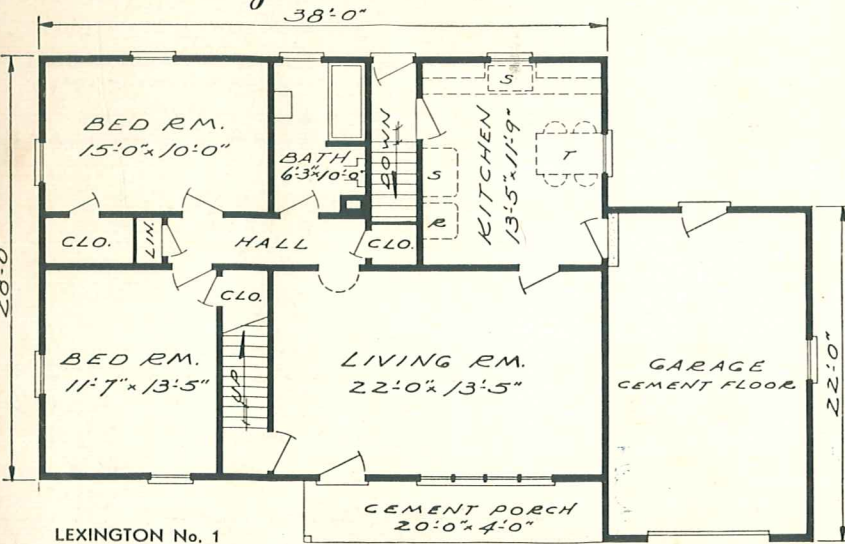 38'-0"
BED RM.
15'-0" x 10'-0"
BATH
6'-3" x 10'-0"
DOWN
S
KITCHEN
13'-5" x 11'-9"
S
R
T
CLO.
LIN.
HALL
CLO.
28'-0"
CLO.
BED RM.
11'-7" x 13'-5"
UP
LIVING RM.
22'-0" x 13'-5"
GARAGE
CEMENT FLOOR
22'-0"
CEMENT PORCH
20'-0" x 4'-0"
LEXINGTON No. 1